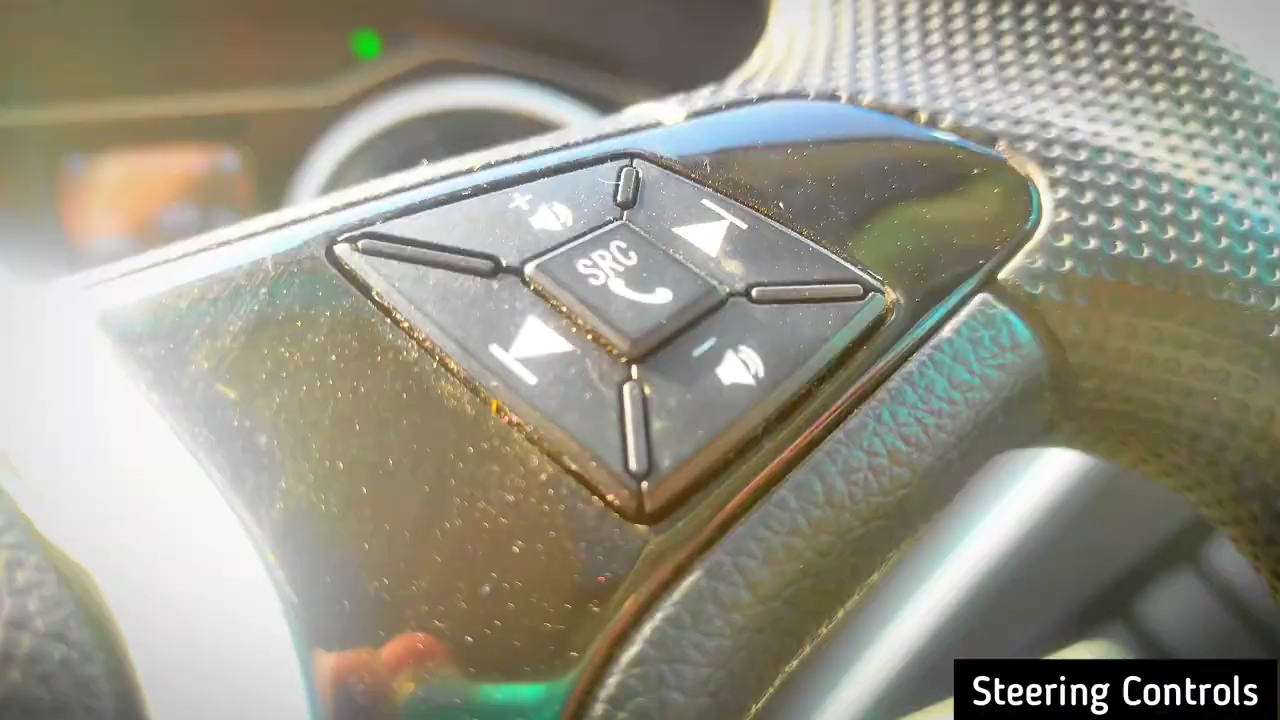 +
SRC
-
Steering Controls